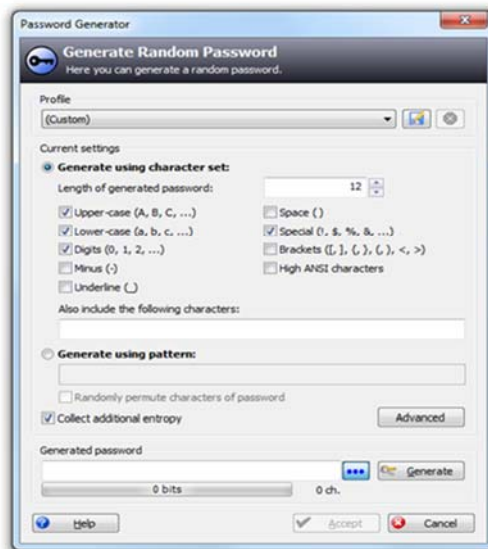 Password Generator
Generate Random Password
Here you can generate a random password.
Profile
(Custom)
Current settings
Generate using character set:
Length of generated password: 12
Upper-case (A, B, C, ...) Space ( )
Lower-case (a, b, c, ...) Special (!, $, %, &, ...)
Digits (0, 1, 2, ...) Brackets ([, ], {, }, (, ), <, >)
Minus (-) High ANSI characters
Underline (_)
Also include the following characters:
Generate using pattern:
Randomly permute characters of password
Collect additional entropy Advanced
Generated password
Generate
0 bits 0 ch.
Help Accept Cancel